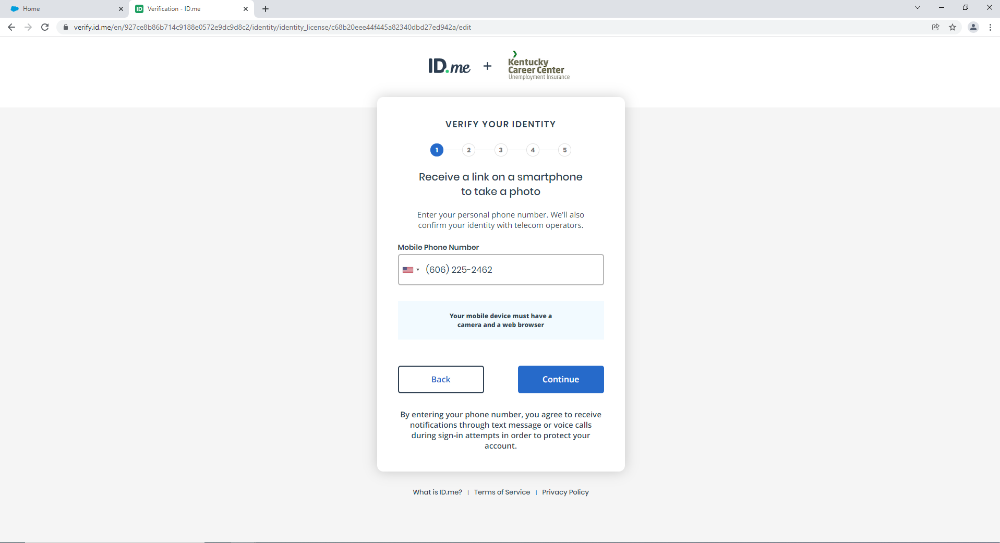 Home
ID Verification - ID.me
verify.id.me/en/927ce8b86b714c9188e0572e9dc9d8c2/identity/identity_license/c68b20eee44f445a82340dbd27ed942a/edit
ID.me + Kentucky
Career Center
Unemployment Insurance
VERIFY YOUR IDENTITY
1 2 3 4 5
Receive a link on a smartphone
to take a photo
Enter your personal phone number. We'll also
confirm your identity with telecom operators.
Mobile Phone Number
(606) 225-2462
Your mobile device must have a
camera and a web browser
Back Continue
By entering your phone number, you agree to receive
notifications through text message or voice calls
during sign-in attempts in order to protect your
account.
What is ID.me? | Terms of Service | Privacy Policy